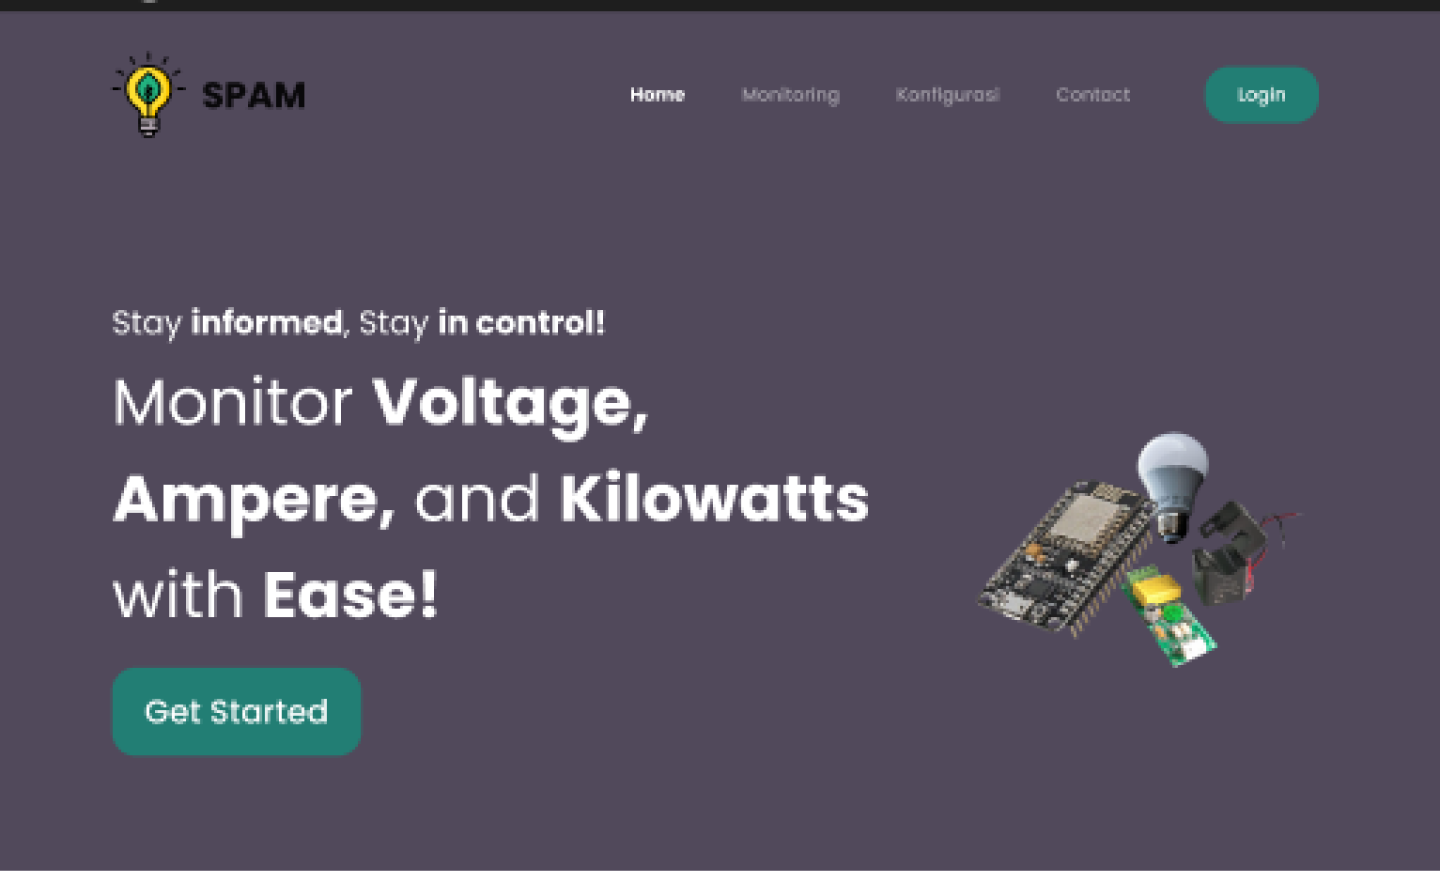 SPAM
Home Monitoring Konfigurasi Contact Login
Stay informed, Stay in control!
Monitor Voltage,
Ampere, and Kilowatts
with Ease!
Get Started